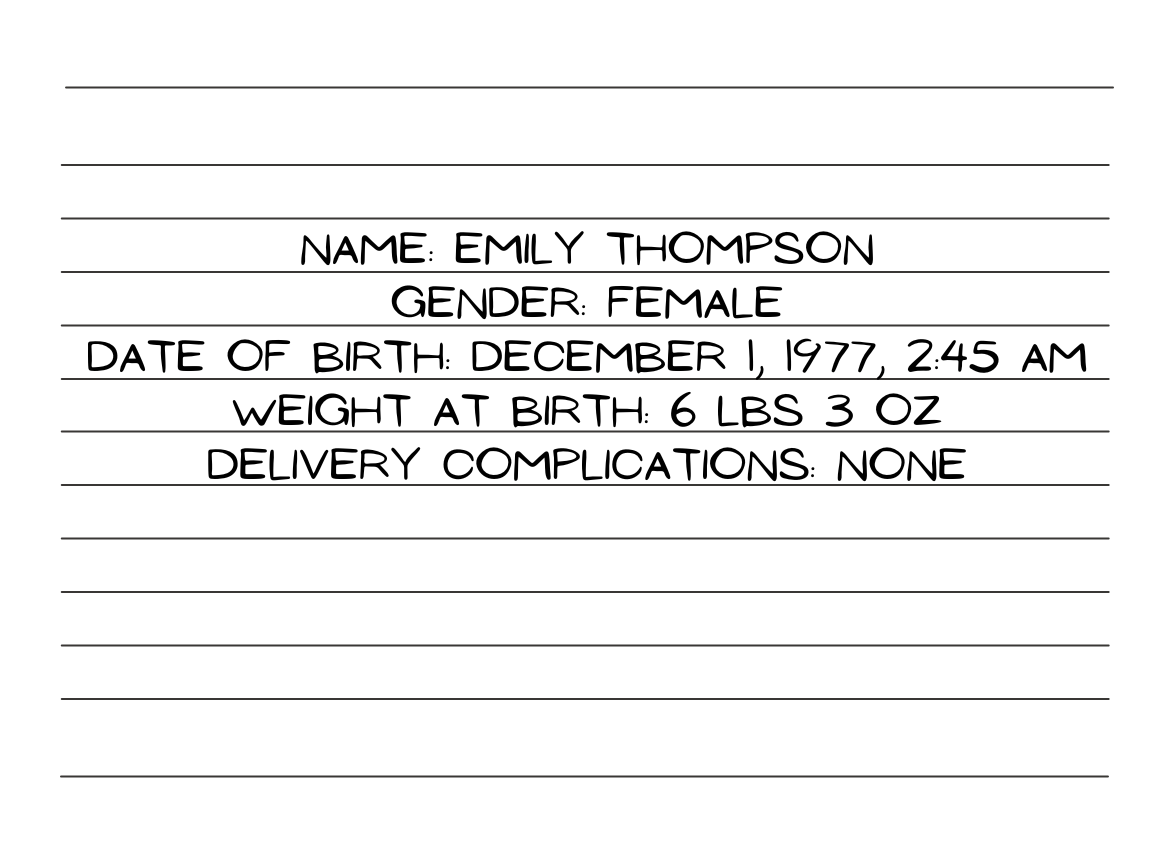 NAME: EMILY THOMPSON
GENDER: FEMALE
DATE OF BIRTH: DECEMBER 1, 1977, 2:45 AM
WEIGHT AT BIRTH: 6 LBS 3 OZ
DELIVERY COMPLICATIONS: NONE